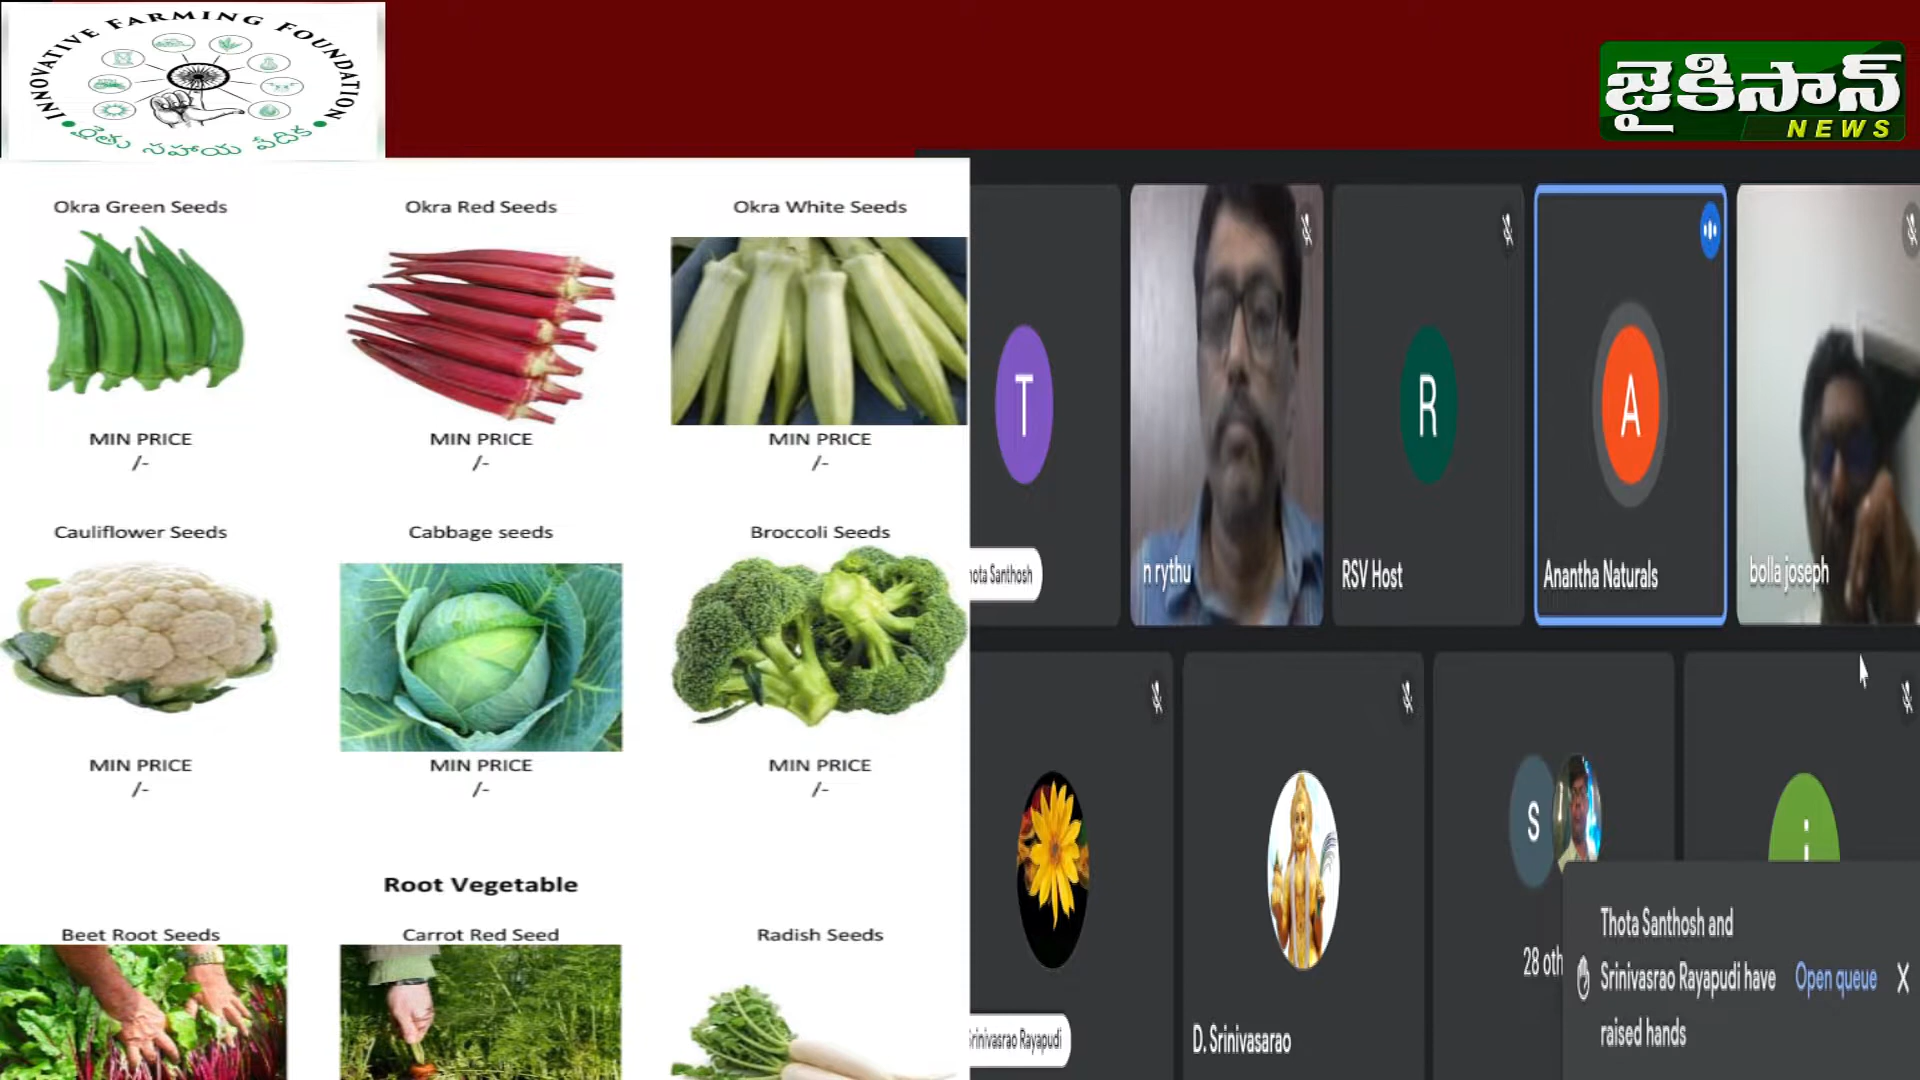 INNOVATIVE FARMING FOUNDATION
రైతు సహాయ వేదిక
జైకిసాన్
NEWS
Okra Green Seeds
Okra Red Seeds
Okra White Seeds
MIN PRICE
/-
MIN PRICE
/-
MIN PRICE
/-
Cauliflower Seeds
Cabbage seeds
Broccoli Seeds
MIN PRICE
/-
MIN PRICE
/-
MIN PRICE
/-
Root Vegetable
Beet Root Seeds
Carrot Red Seed
Radish Seeds
T
R
A
hota Santhosh
n rythu
RSV Host
Anantha Naturals
bolla joseph
S
i
28 oth
Srinivasrao Rayapudi
D. Srinivasarao
Thota Santhosh and
Srinivasrao Rayapudi have
raised hands
Open queue